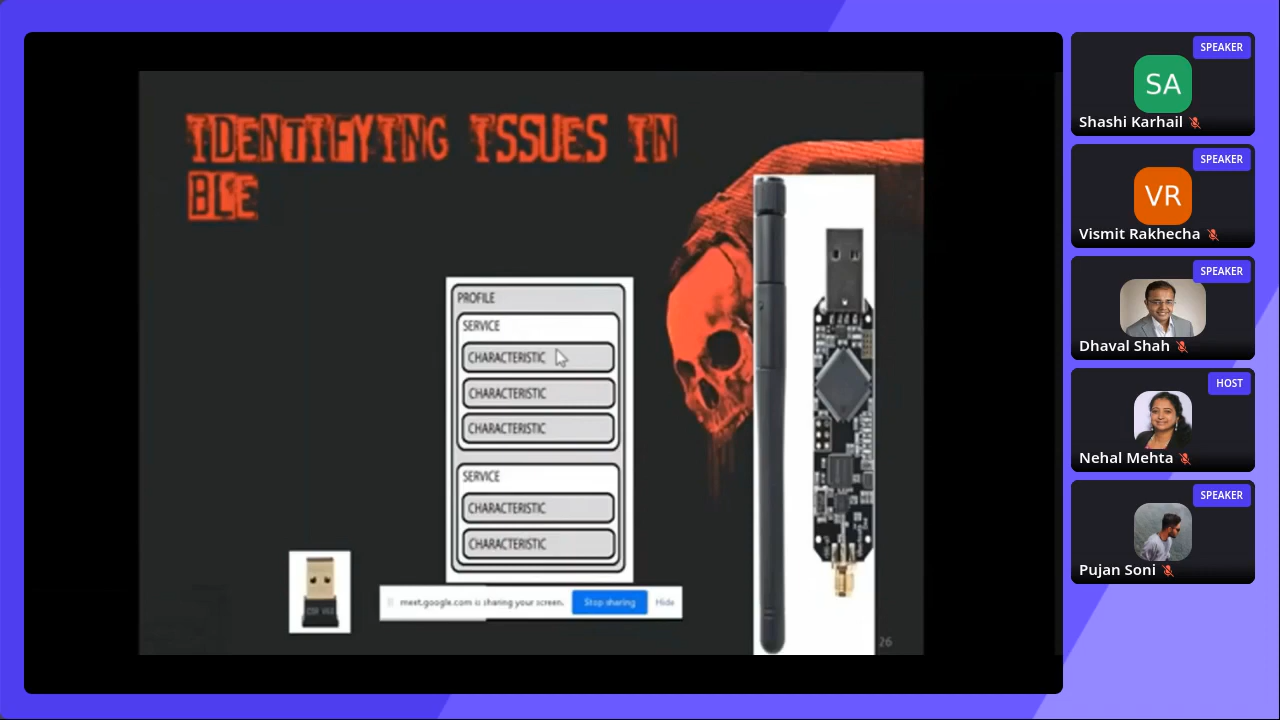 IDENTIFYING ISSUES IN
BLE
PROFILE
SERVICE
CHARACTERISTIC
CHARACTERISTIC
CHARACTERISTIC
SERVICE
CHARACTERISTIC
CHARACTERISTIC
meet.google.com is sharing your screen.
Stop sharing
Hide
26
SPEAKER
SA
Shashi Karhail
SPEAKER
VR
Vismit Rakhecha
SPEAKER
Dhaval Shah
HOST
Nehal Mehta
SPEAKER
Pujan Soni